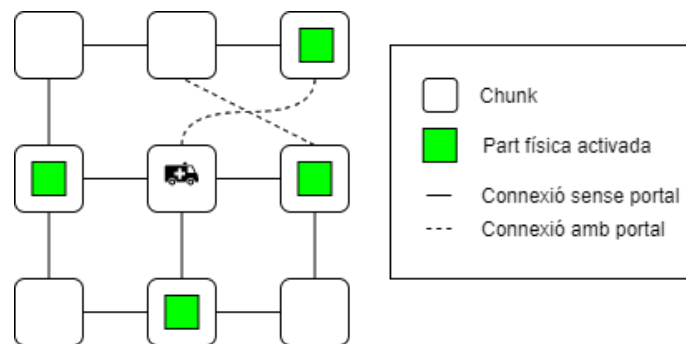 Chunk
Part física activada
Connexió sense portal
Connexió amb portal